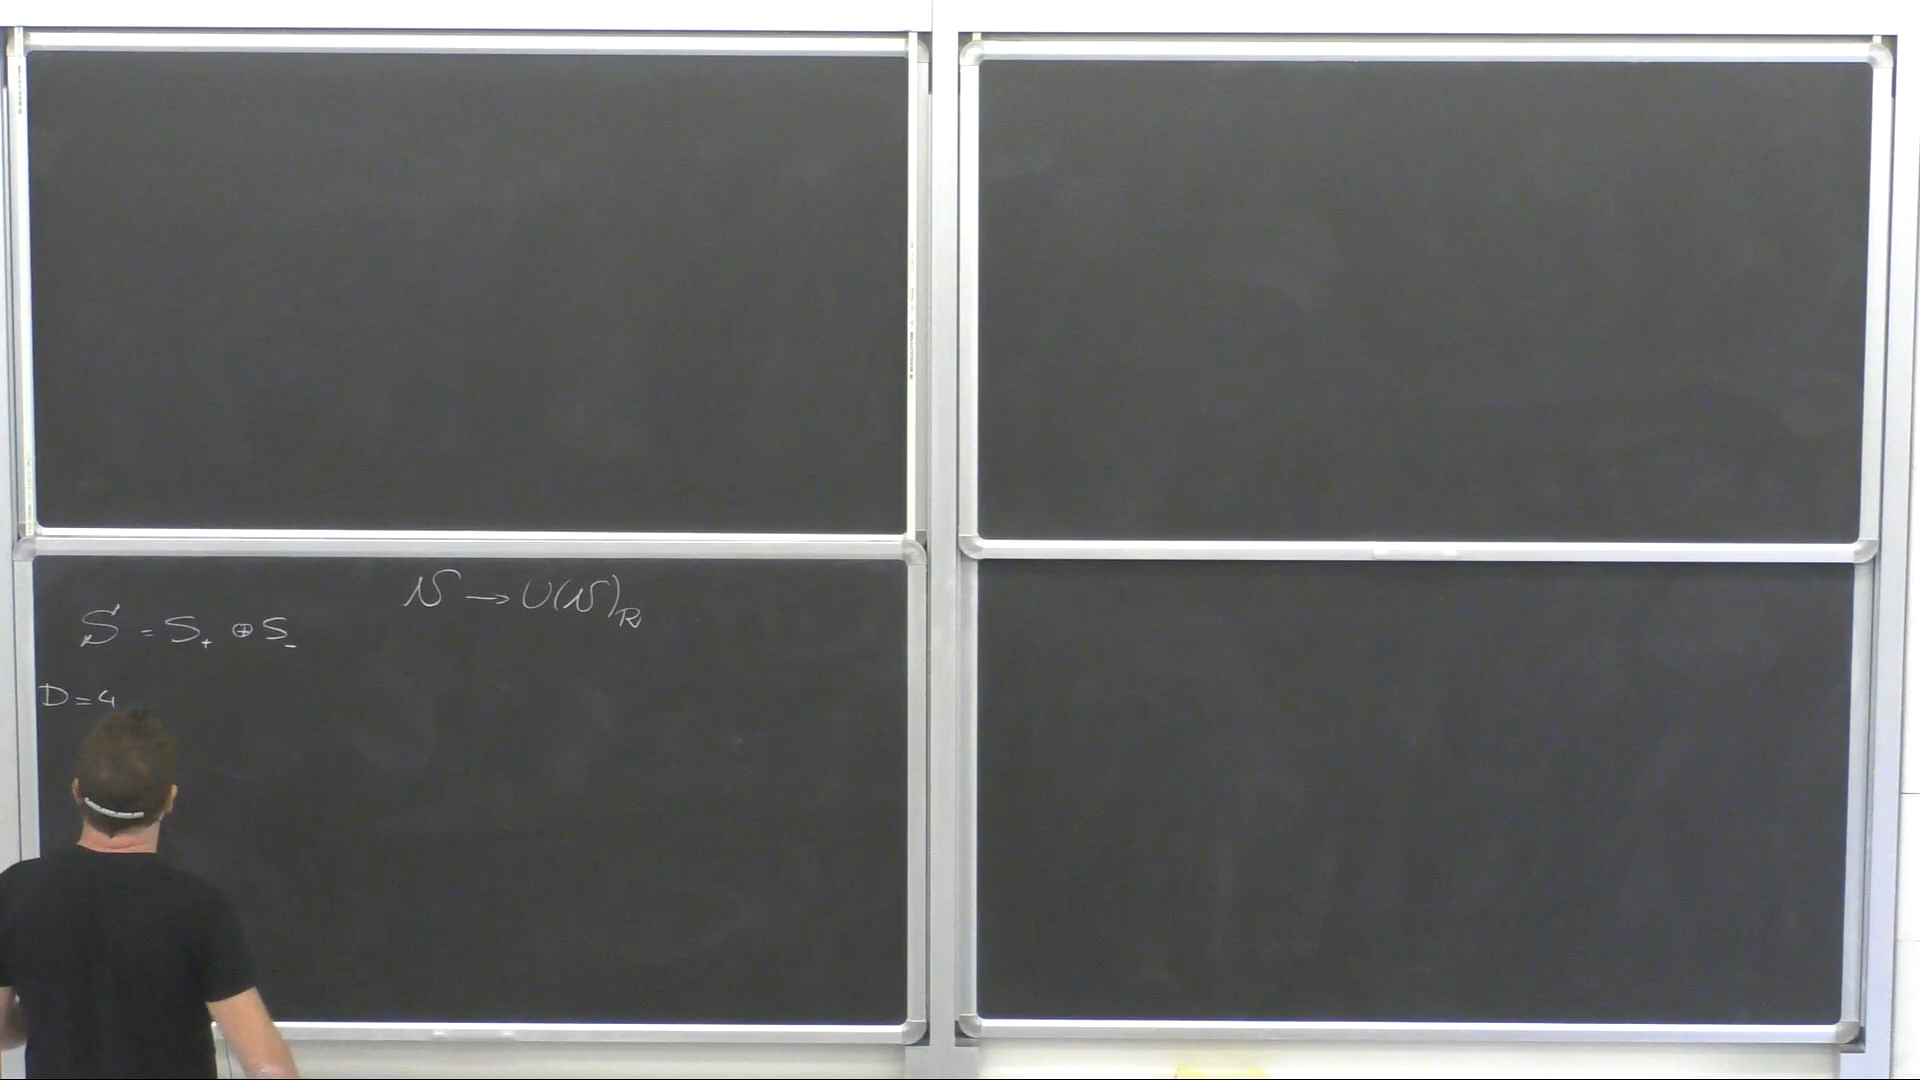 𝒩 → U(𝒩)_R
S = S₊ ⊕ S₋
D = 4